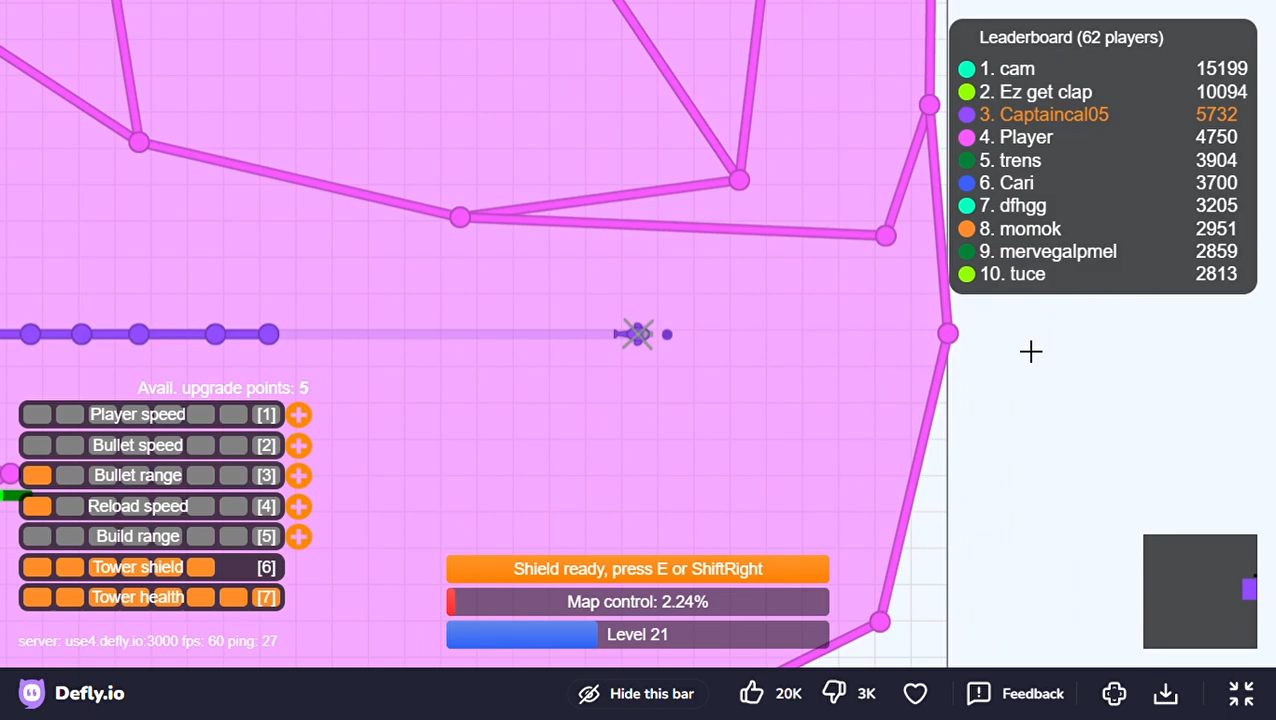 Leaderboard (62 players)
1. cam 15199
2. Ez get clap 10094
3. Captaincal05 5732
4. Player 4750
5. trens 3904
6. Cari 3700
7. dfhgg 3205
8. momok 2951
9. mervegalpmel 2859
10. tuce 2813
Avail. upgrade points: 5
Player speed [1]
Bullet speed [2]
Bullet range [3]
Reload speed [4]
Build range [5]
Tower shield [6]
Tower health [7]
Shield ready, press E or ShiftRight
Map control: 2.24%
Level 21
server: use4.defly.io:3000 fps: 60 ping: 27
Defly.io
Hide this bar
20K
3K
Feedback